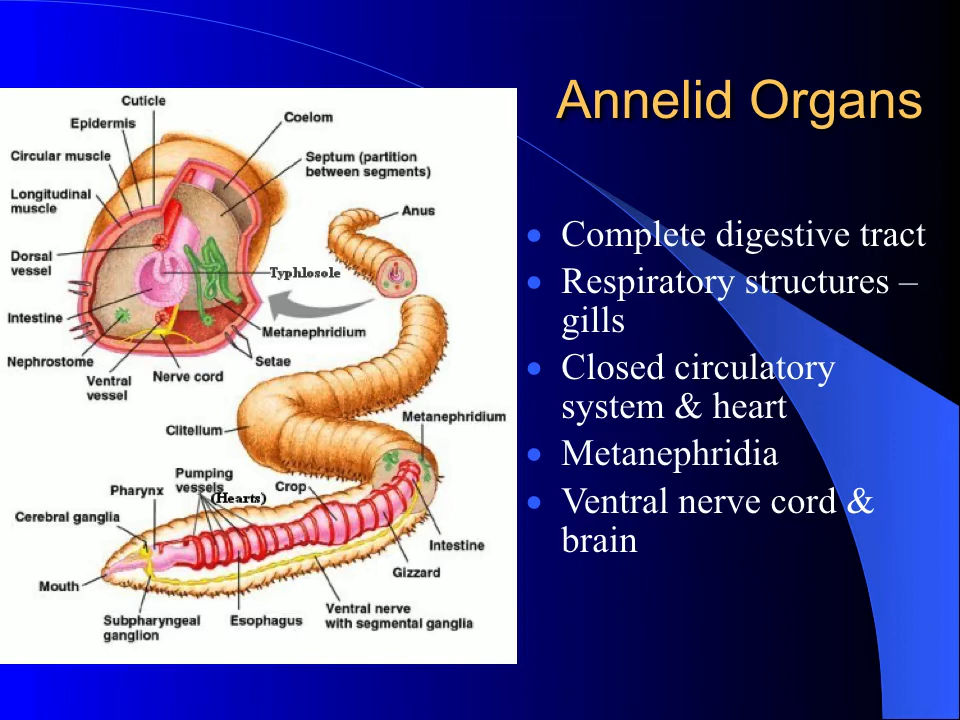 Annelid Organs
Cuticle
Epidermis
Coelom
Circular muscle
Septum (partition
between segments)
Longitudinal
muscle
Anus
Dorsal
vessel
Typhlosole
Intestine
Metanephridium
Nephrostome
Setae
Ventral
vessel
Nerve cord
Metanephridium
Clitellum
Pumping
vessels
(Hearts)
Crop
Pharynx
Cerebral ganglia
Intestine
Gizzard
Mouth
Subpharyngeal
ganglion
Esophagus
Ventral nerve
with segmental ganglia
• Complete digestive tract
• Respiratory structures –
gills
• Closed circulatory
system & heart
• Metanephridia
• Ventral nerve cord &
brain